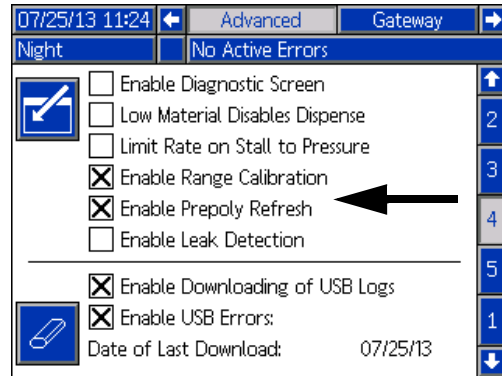 07/25/13 11:24 Advanced Gateway
Night No Active Errors
Enable Diagnostic Screen
Low Material Disables Dispense
2
Limit Rate on Stall to Pressure
Enable Range Calibration
3
Enable Prepoly Refresh
4
Enable Leak Detection
5
Enable Downloading of USB Logs
Enable USB Errors:
1
Date of Last Download: 07/25/13